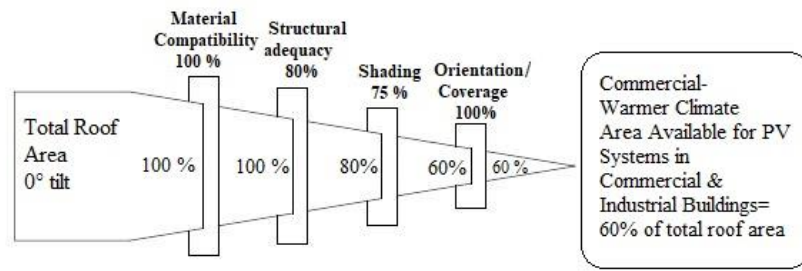 Material
Compatibility
100 %
Structural
adequacy
80%
Shading
75 %
Orientation/
Coverage
100%
Total Roof
Area
0° tilt
100 %
100 %
80%
60%
60 %
Commercial-
Warmer Climate
Area Available for PV
Systems in
Commercial &
Industrial Buildings=
60% of total roof area